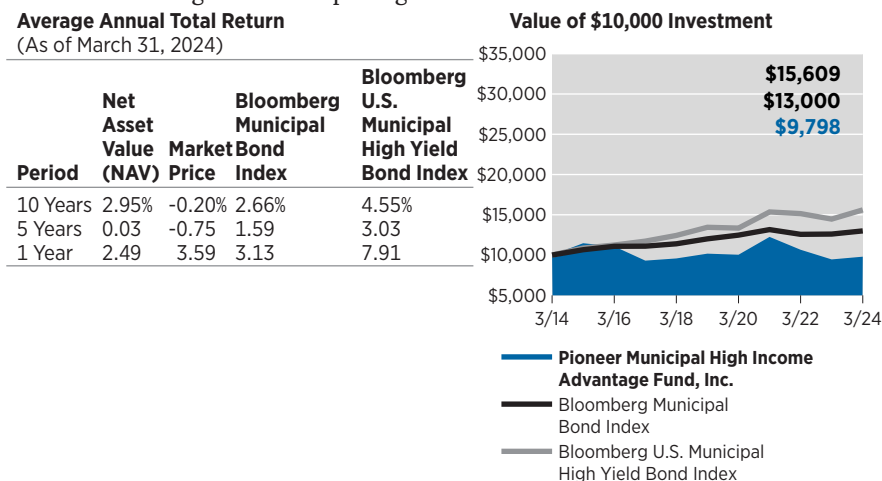 Average Annual Total Return
(As of March 31, 2024)
Period
Net
Asset
Value
(NAV)
Market
Price
Bloomberg
Municipal
Bond
Index
Bloomberg
U.S.
Municipal
High Yield
Bond Index
10 Years 2.95% -0.20% 2.66% 4.55%
5 Years 0.03 -0.75 1.59 3.03
1 Year 2.49 3.59 3.13 7.91
Value of $10,000 Investment
$35,000
$30,000
$25,000
$20,000
$15,000
$10,000
$5,000
$15,609
$13,000
$9,798
3/14 3/16 3/18 3/20 3/22 3/24
Pioneer Municipal High Income
Advantage Fund, Inc.
Bloomberg Municipal
Bond Index
Bloomberg U.S. Municipal
High Yield Bond Index